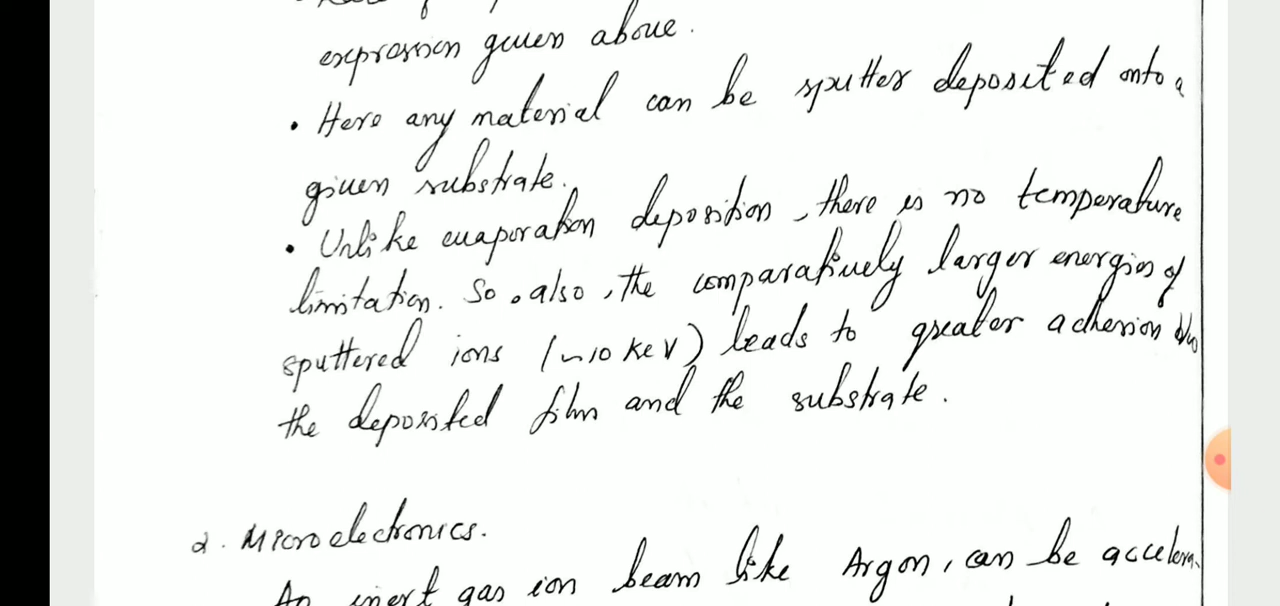 expression given above.
• Here any material can be sputter deposited onto a
given substrate.
• Unlike evaporation deposition, there is no temperature
limitation. So, also, the comparatively larger energies of
sputtered ions (~10 keV) leads to greater adhesion b/w
the deposited film and the substrate.
2. Microelectronics.
An inert gas ion beam like Argon, can be accelera-